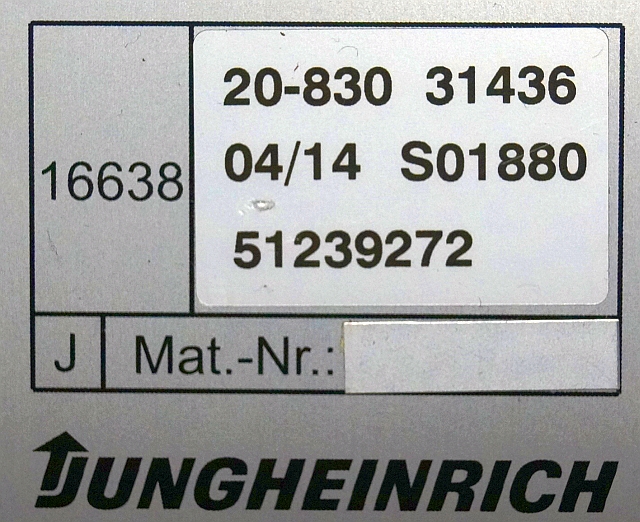 20-830 31436
04/14 S01880
16638
51239272
J Mat.-Nr.:
JUNGHEINRICH